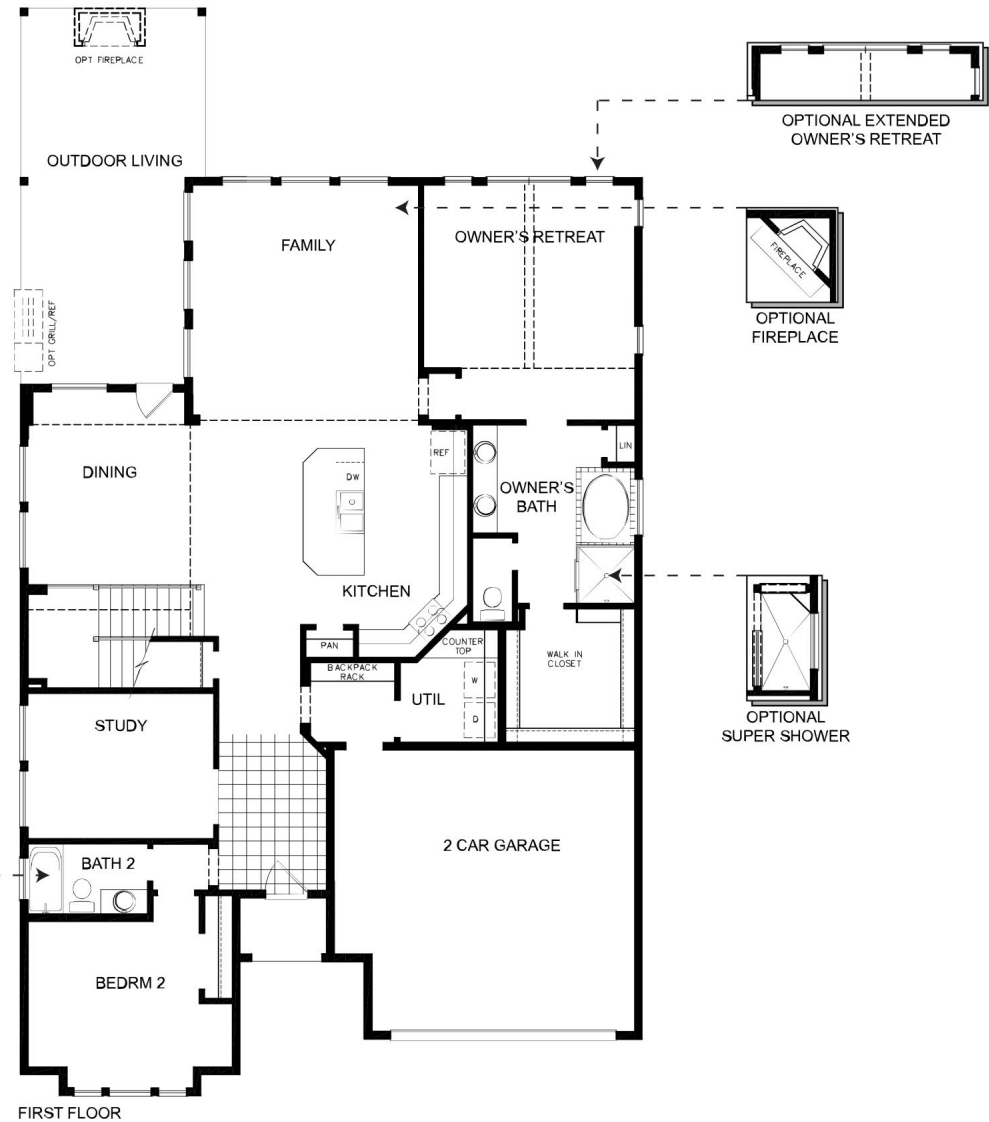 OPT FIREPLACE
OPTIONAL EXTENDED
OWNER'S RETREAT
OUTDOOR LIVING
FAMILY
OWNER'S RETREAT
FIREPLACE
OPTIONAL
FIREPLACE
OPT GRILL/REF
DINING
REF
LIN
DW
OWNER'S
BATH
KITCHEN
PAN
COUNTER
TOP
WALK IN
CLOSET
BACKPACK
RACK
W
UTIL
D
STUDY
OPTIONAL
SUPER SHOWER
2 CAR GARAGE
BATH 2
BEDRM 2
FIRST FLOOR